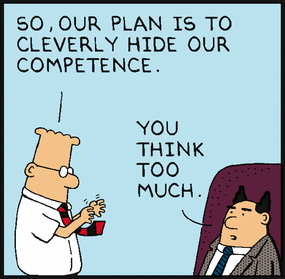 SO, OUR PLAN IS TO
CLEVERLY HIDE OUR
COMPETENCE.
YOU
THINK
TOO
MUCH.